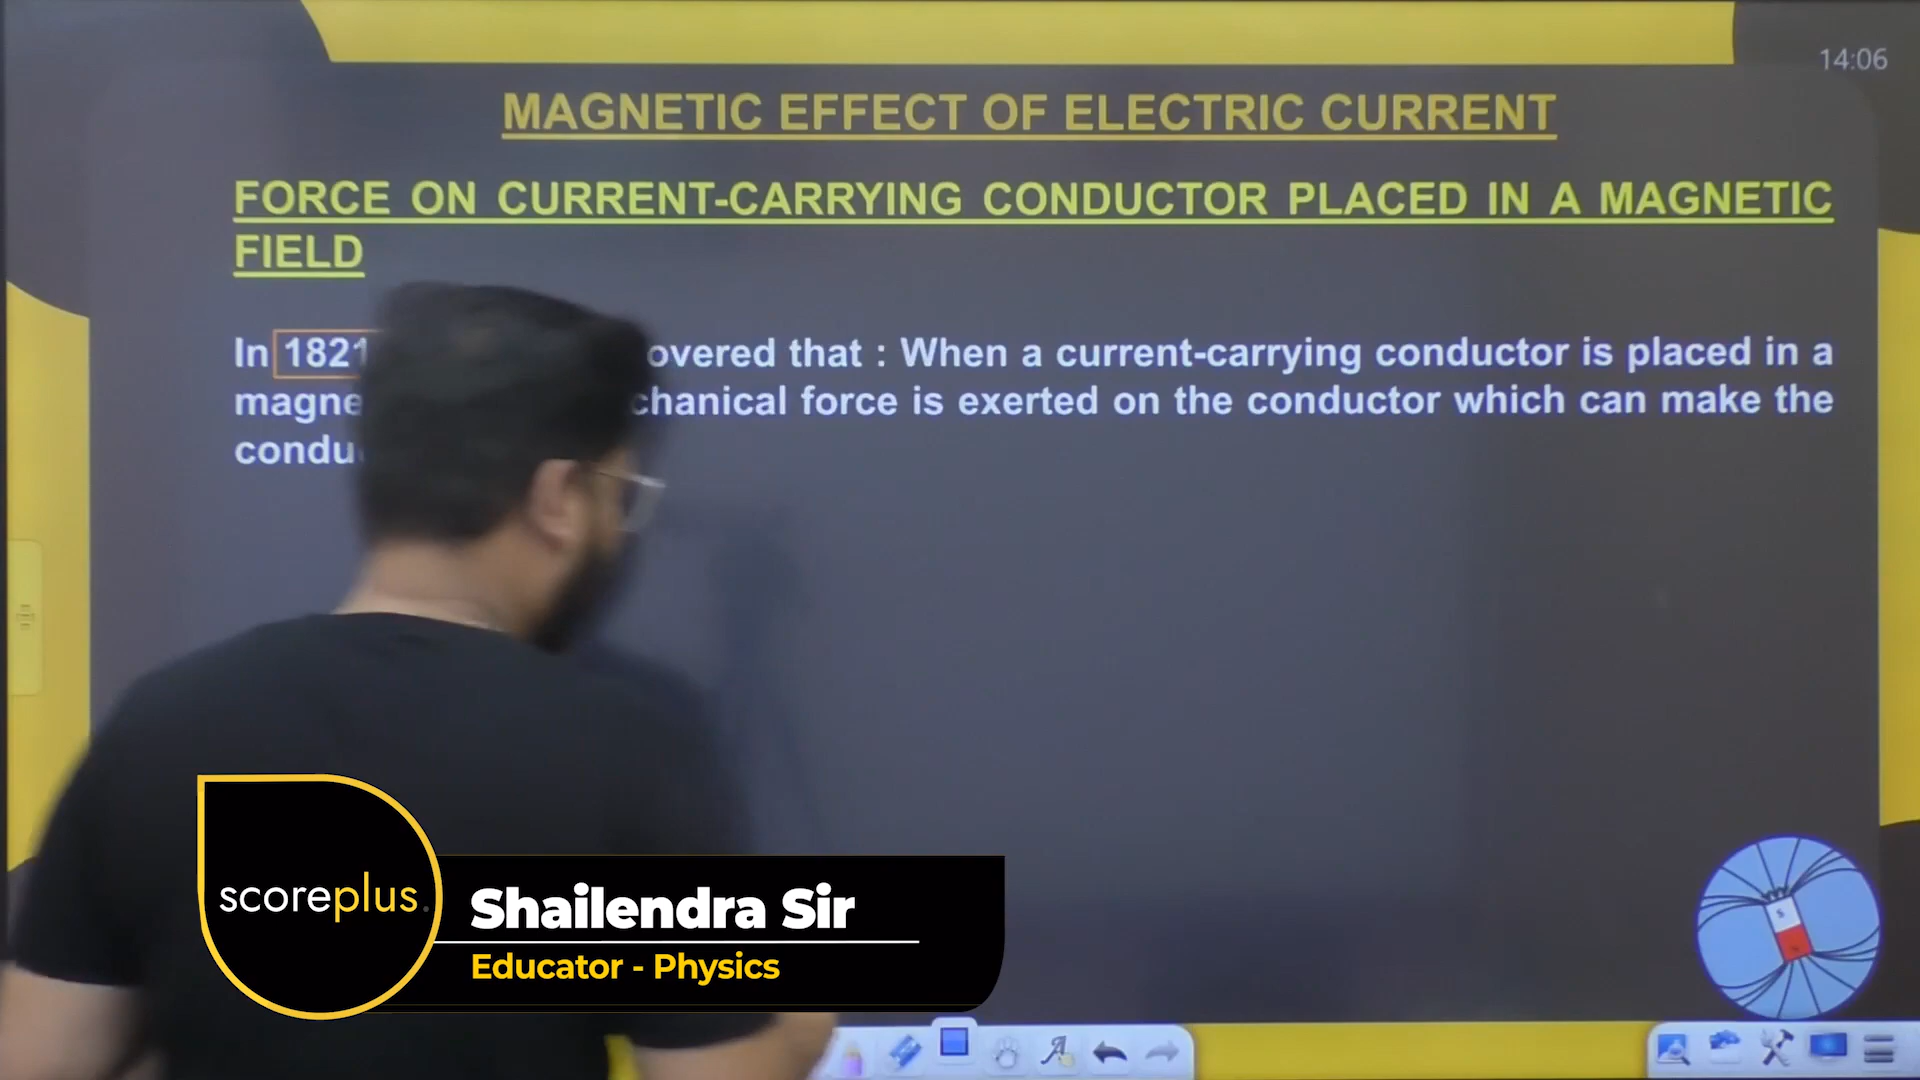 14:06
MAGNETIC EFFECT OF ELECTRIC CURRENT
FORCE ON CURRENT-CARRYING CONDUCTOR PLACED IN A MAGNETIC
FIELD
In 1821 overed that : When a current-carrying conductor is placed in a
magne chanical force is exerted on the conductor which can make the
condu
S
scoreplus.
Shailendra Sir
Educator - Physics